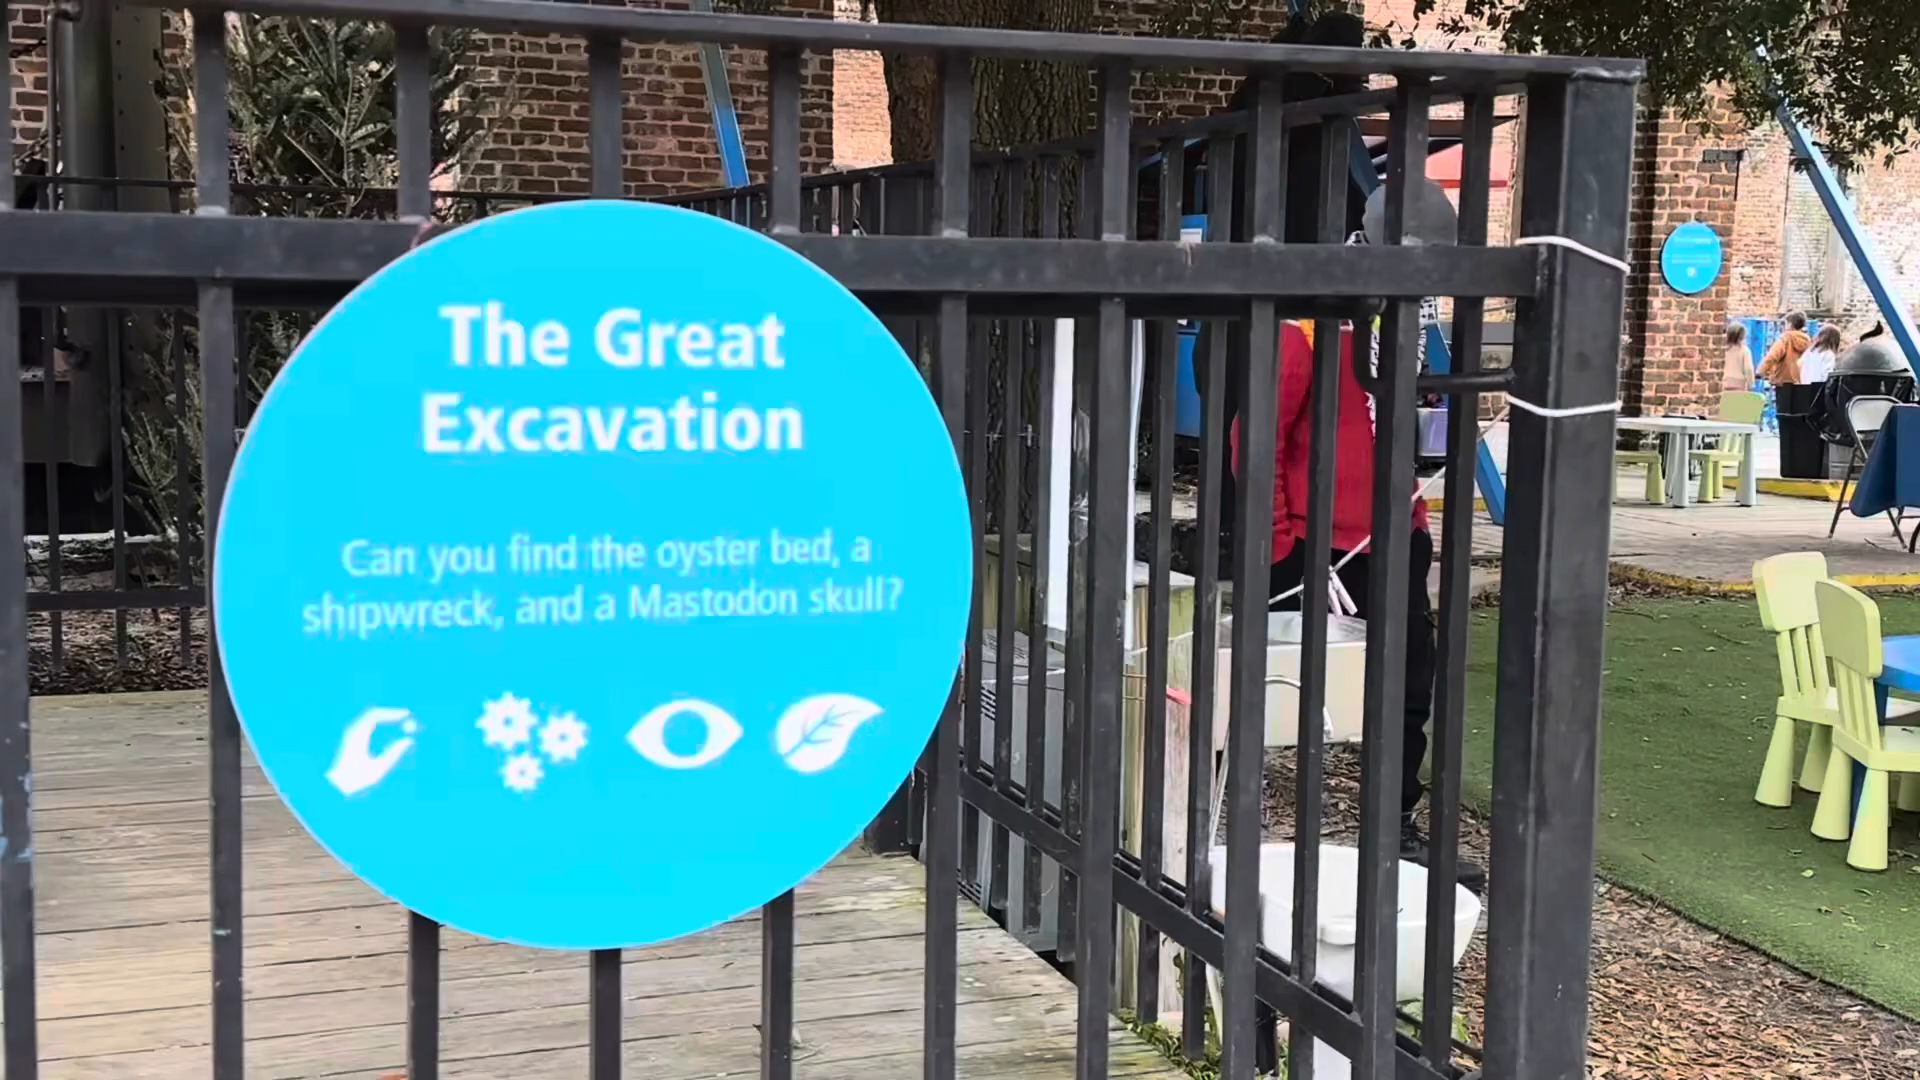 The Great
Excavation
Can you find the oyster bed, a
shipwreck, and a Mastodon skull?